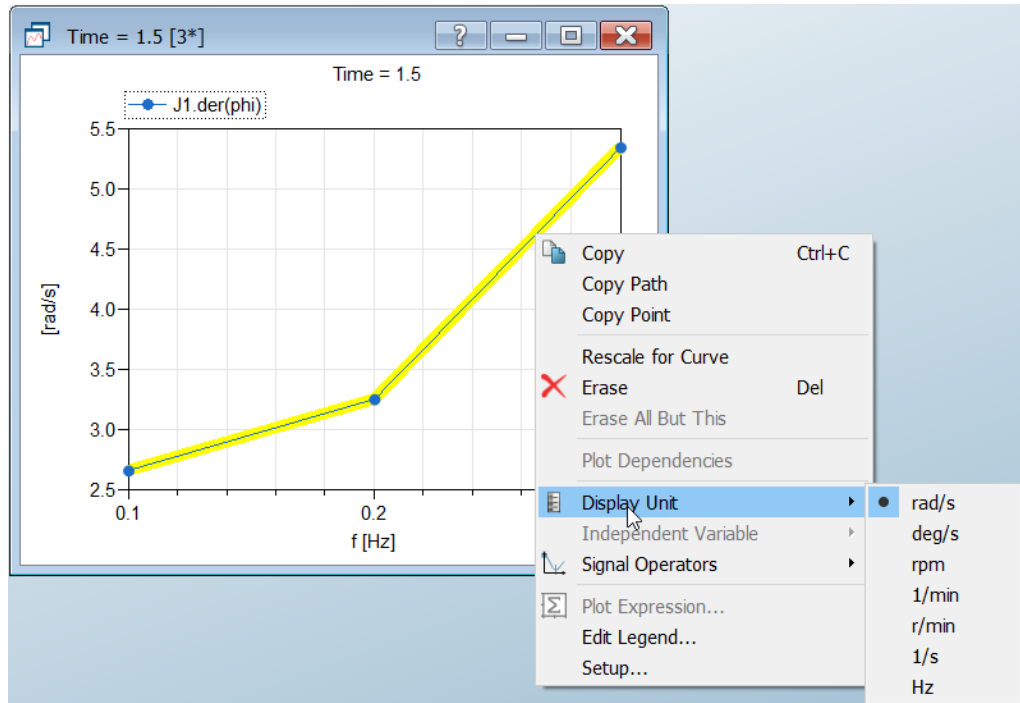 Time = 1.5 [3*]
Time = 1.5
J1.der(phi)
5.5
5.0
4.5
4.0
3.5
3.0
2.5
[rad/s]
0.1
0.2
f [Hz]
Copy Ctrl+C
Copy Path
Copy Point
Rescale for Curve
Erase Del
Erase All But This
Plot Dependencies
Display Unit
Independent Variable
Signal Operators
Plot Expression...
Edit Legend...
Setup...
rad/s
deg/s
rpm
1/min
r/min
1/s
Hz